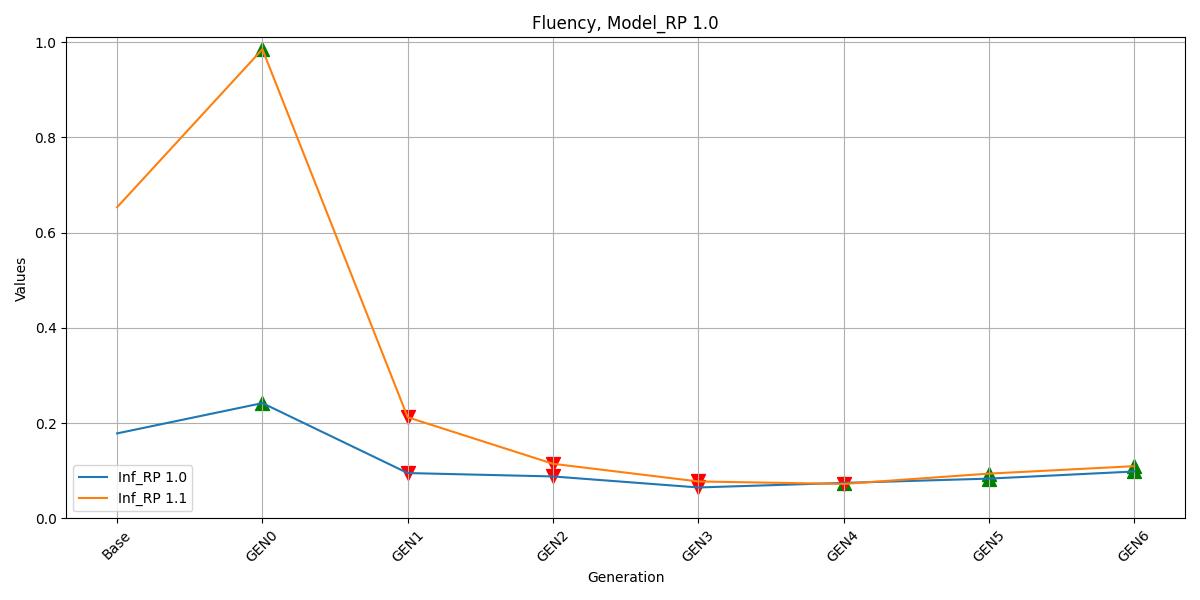 Fluency, Model_RP 1.0
Values
1.0
0.8
0.6
0.4
0.2
0.0
Inf_RP 1.0
Inf_RP 1.1
Base
GEN0
GEN1
GEN2
GEN3
GEN4
GEN5
GEN6
Generation